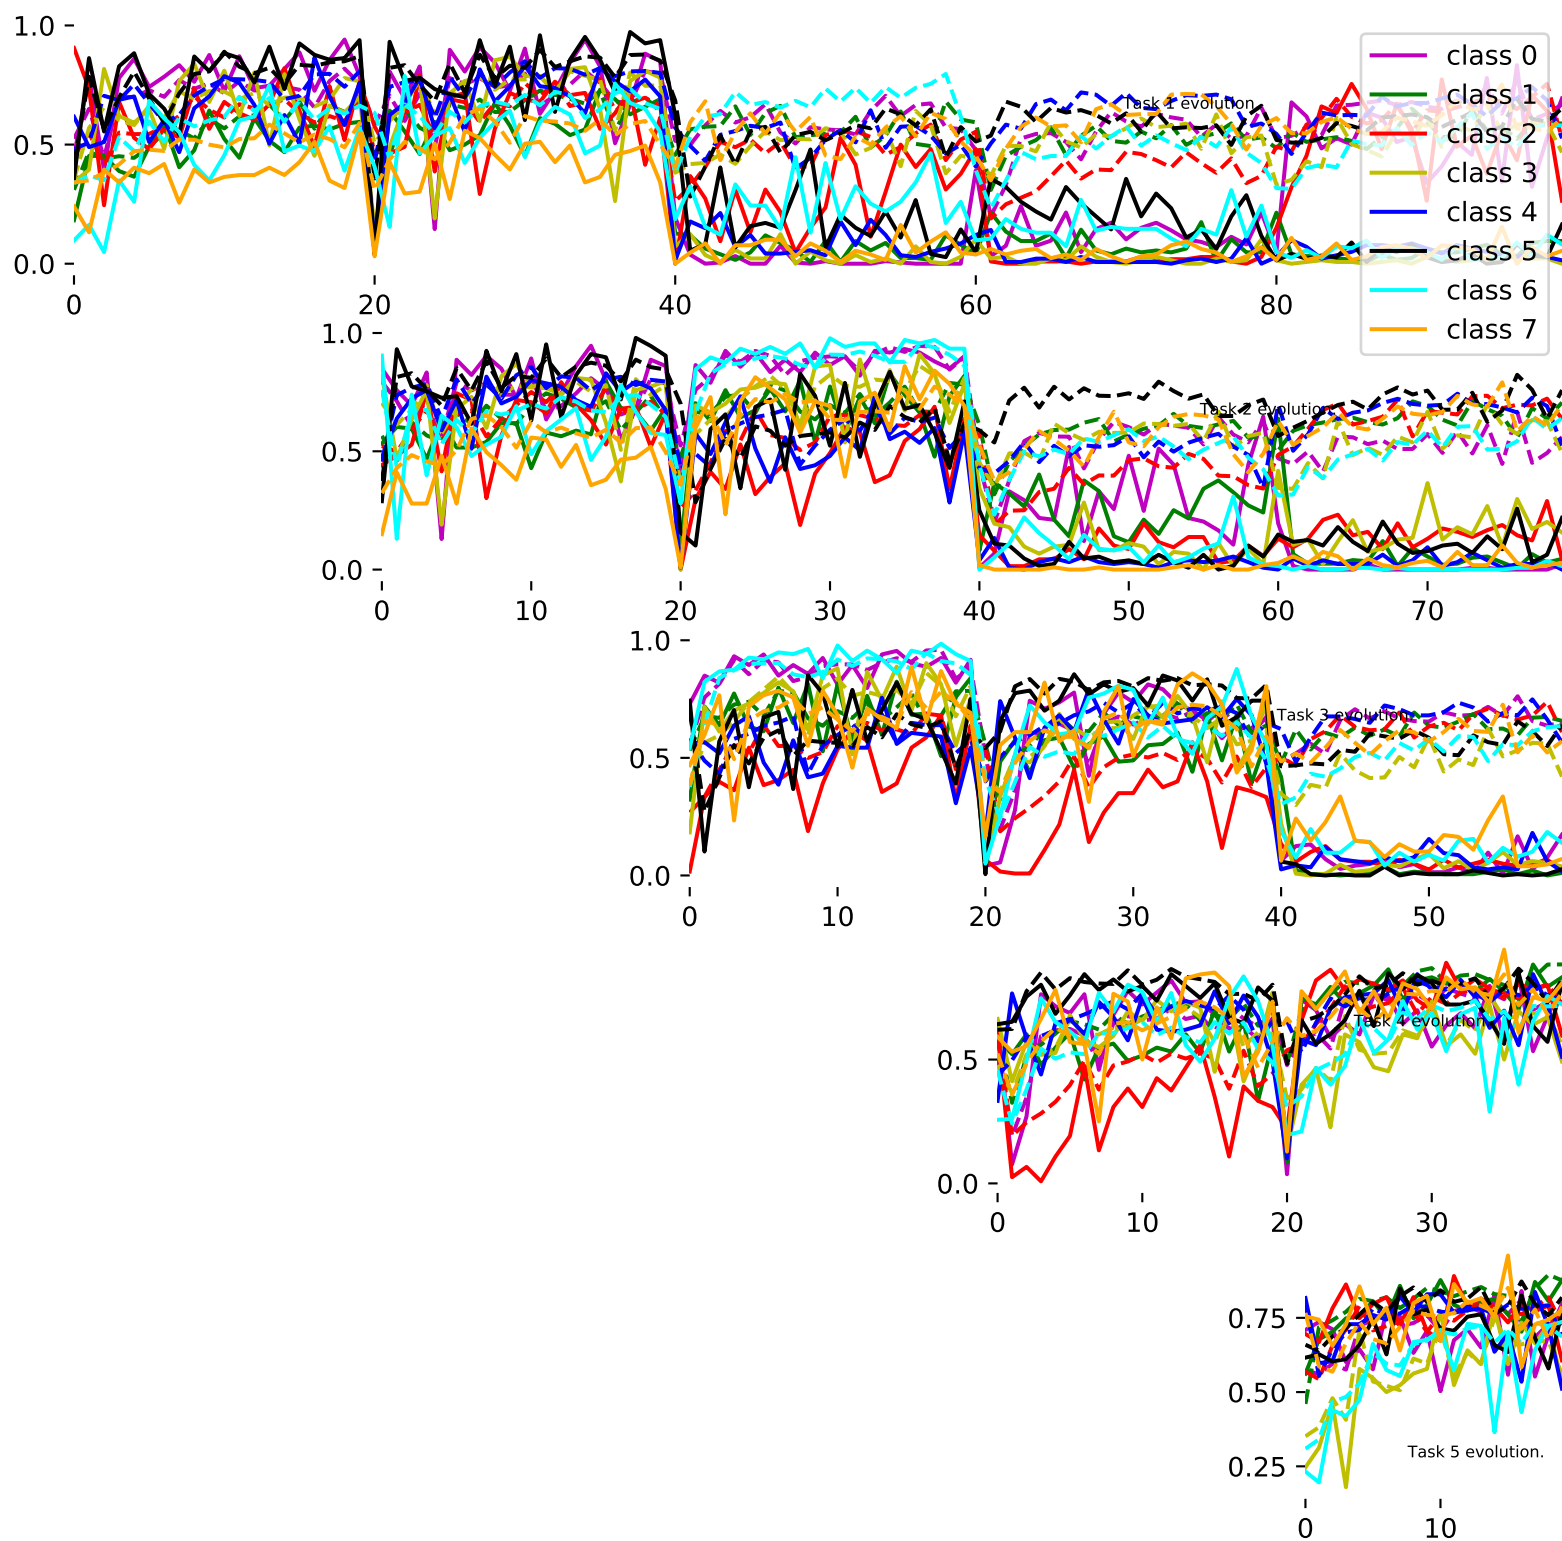 1.0
class 0
class 1
Task 1 evolution.
class 2
0.5
class 3
class 4
class 5
0.0
class 6
0 20 40 60 80
class 7
1.0
Task 2 evolution.
0.5
0.0
0 10 20 30 40 50 60 70
1.0
Task 3 evolution.
0.5
0.0
0 10 20 30 40 50
Task 4 evolution.
0.5
0.0
0 10 20 30
0.75
0.50
Task 5 evolution.
0.25
0 10